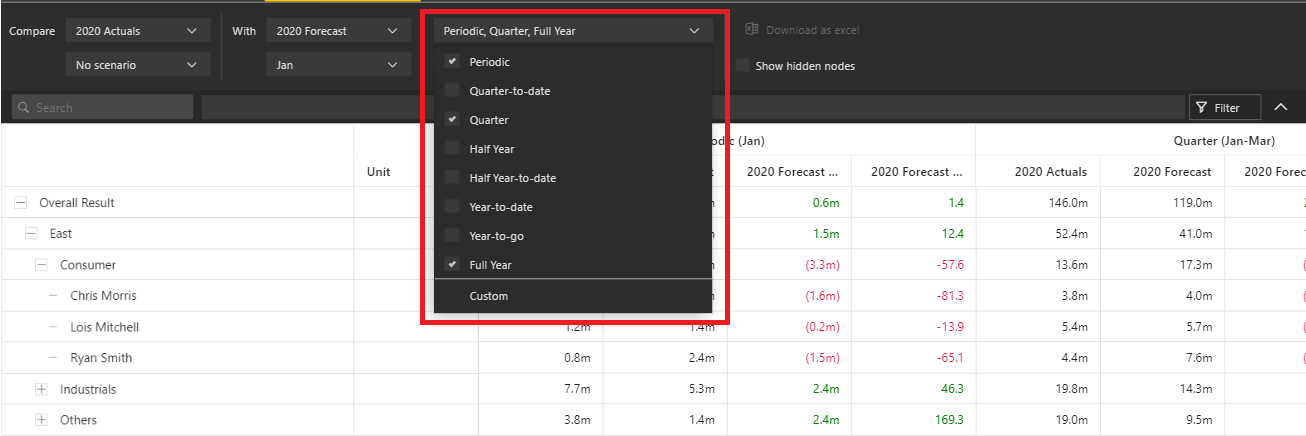 Compare 2020 Actuals With 2020 Forecast Periodic, Quarter, Full Year Download as excel
No scenario Jan Show hidden nodes
Periodic
Quarter-to-date
Quarter
Half Year
Half Year-to-date
Year-to-date
Year-to-go
Full Year
Custom
Search Filter
(Jan) Quarter (Jan-Mar)
Unit 2020 Forecast ... 2020 Forecast ... 2020 Actuals 2020 Forecast
Overall Result 0.6m 1.4 146.0m 119.0m
East 1.5m 12.4 52.4m 41.0m
Consumer (3.3m) -57.6 13.6m 17.3m
Chris Morris (1.6m) -81.3 3.8m 4.0m
Lois Mitchell 1.2m 1.4m (0.2m) -13.9 5.4m 5.7m
Ryan Smith 0.8m 2.4m (1.5m) -65.1 4.4m 7.6m
Industrials 7.7m 5.3m 2.4m 46.3 19.8m 14.3m
Others 3.8m 1.4m 2.4m 169.3 19.0m 9.5m